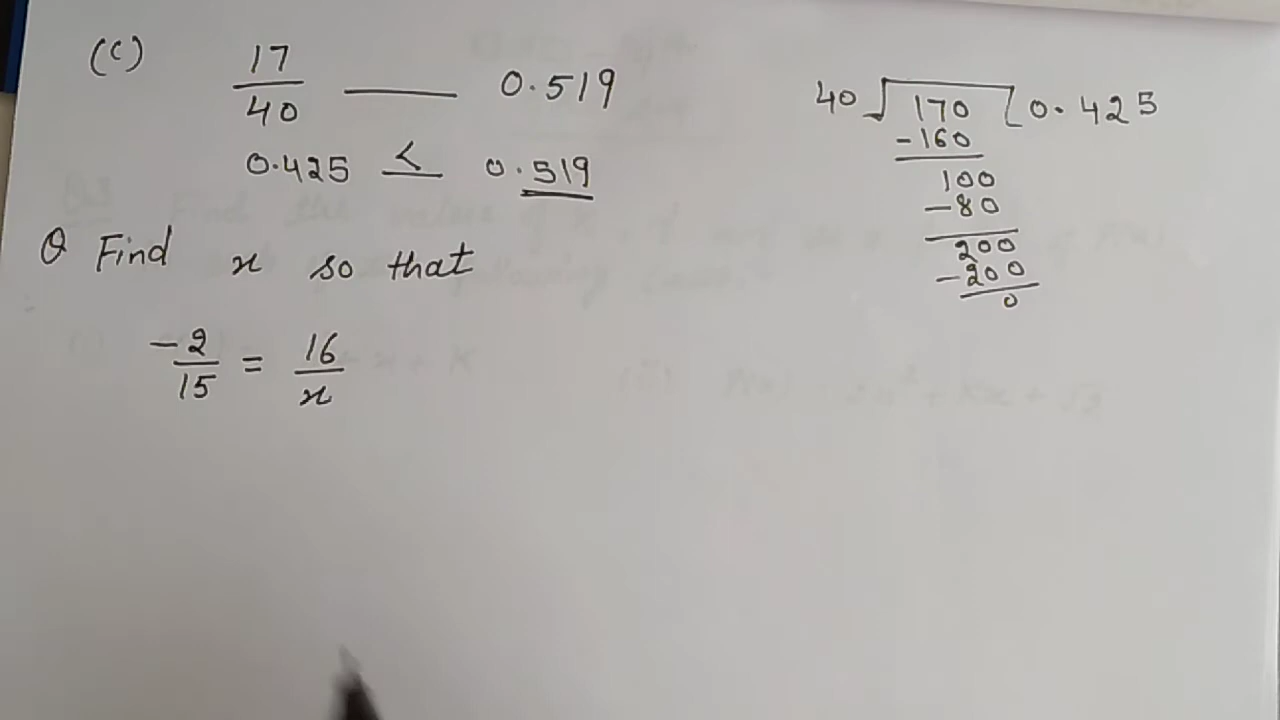 (c) 17/40 ____ 0.519
0.425 < 0.519
Q Find x so that
-2/15 = 16/x
40 √170 0.425
-160
100
-80
200
-200
0